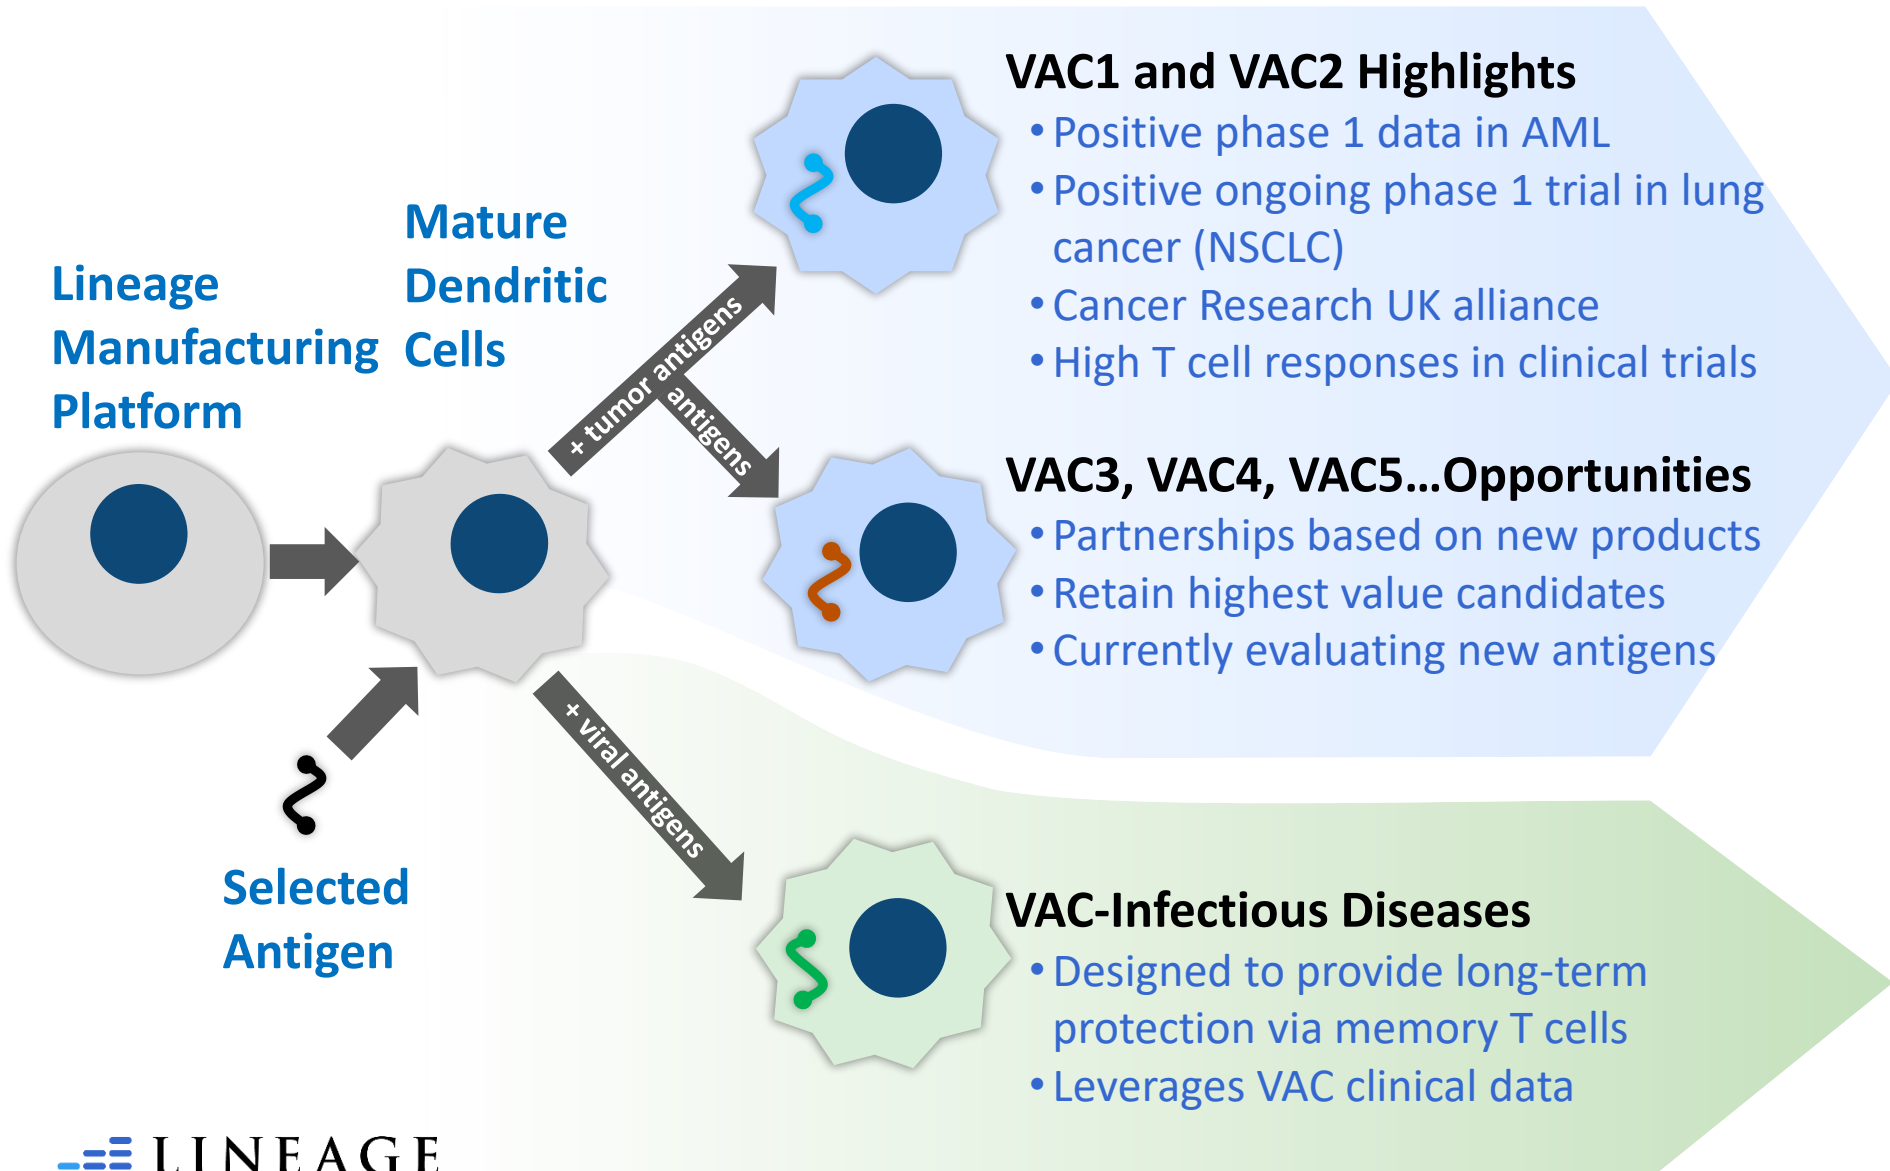 Lineage
Manufacturing
Platform
Mature
Dendritic
Cells
Selected
Antigen
+ tumor antigens
antigens
+ viral antigens
VAC1 and VAC2 Highlights
• Positive phase 1 data in AML
• Positive ongoing phase 1 trial in lung
cancer (NSCLC)
• Cancer Research UK alliance
• High T cell responses in clinical trials
VAC3, VAC4, VAC5...Opportunities
• Partnerships based on new products
• Retain highest value candidates
• Currently evaluating new antigens
VAC-Infectious Diseases
• Designed to provide long-term
protection via memory T cells
• Leverages VAC clinical data
LINEAGE